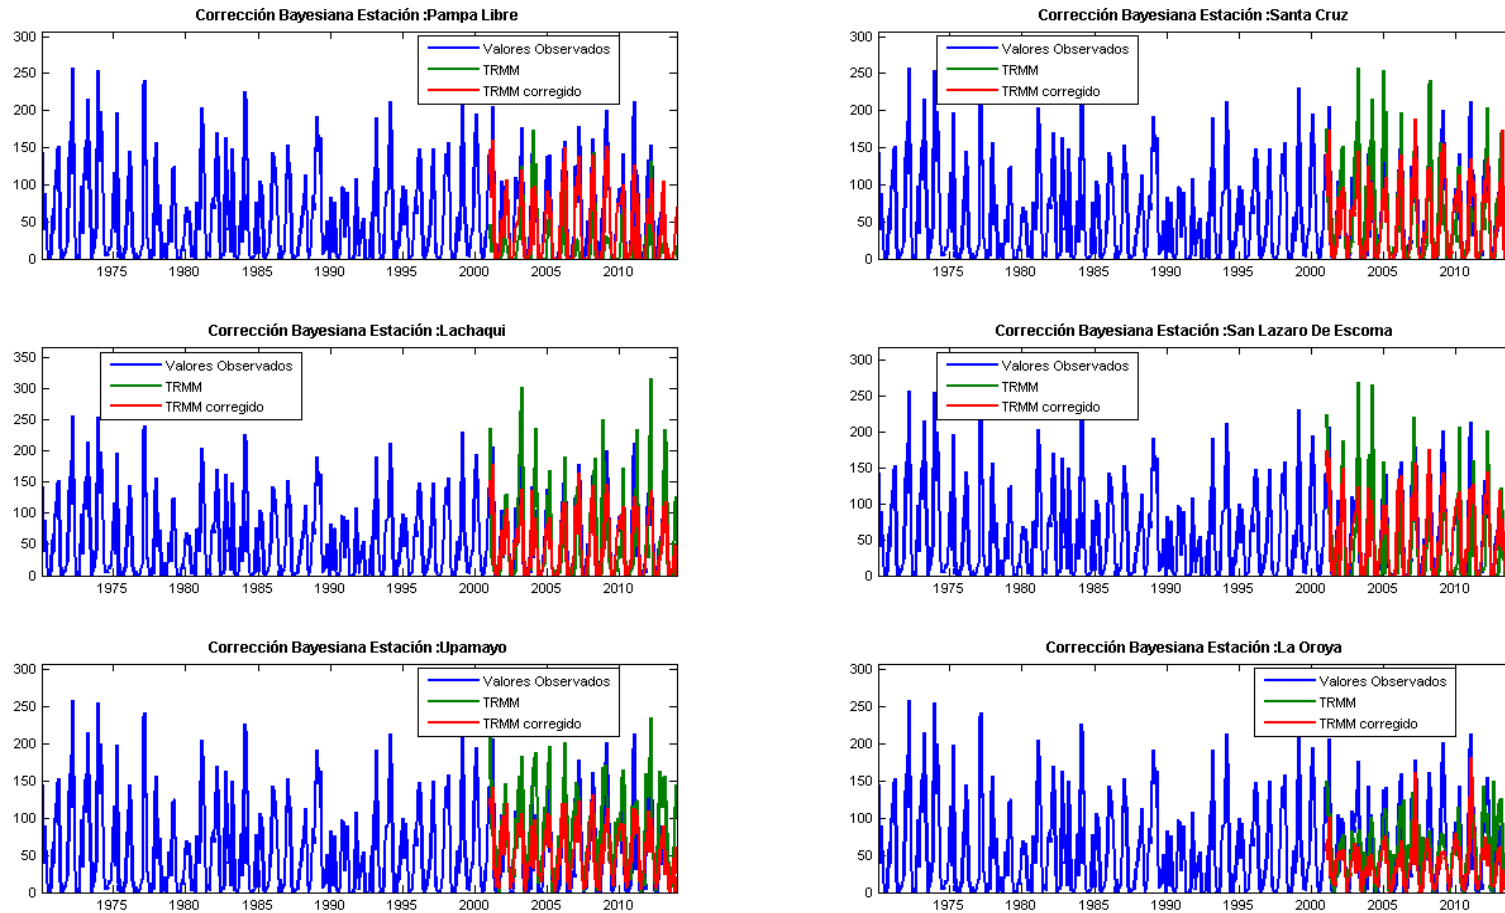 Corrección Bayesiana Estación :Pampa Libre
300
250
200
150
100
50
0
1975 1980 1985 1990 1995 2000 2005 2010
Valores Observados
TRMM
TRMM corregido
Corrección Bayesiana Estación :Santa Cruz
300
250
200
150
100
50
0
1975 1980 1985 1990 1995 2000 2005 2010
Valores Observados
TRMM
TRMM corregido
Corrección Bayesiana Estación :Lachaqui
350
300
250
200
150
100
50
0
1975 1980 1985 1990 1995 2000 2005 2010
Valores Observados
TRMM
TRMM corregido
Corrección Bayesiana Estación :San Lazaro De Escoma
300
250
200
150
100
50
0
1975 1980 1985 1990 1995 2000 2005 2010
Valores Observados
TRMM
TRMM corregido
Corrección Bayesiana Estación :Upamayo
300
250
200
150
100
50
0
1975 1980 1985 1990 1995 2000 2005 2010
Valores Observados
TRMM
TRMM corregido
Corrección Bayesiana Estación :La Oroya
300
250
200
150
100
50
0
1975 1980 1985 1990 1995 2000 2005 2010
Valores Observados
TRMM
TRMM corregido